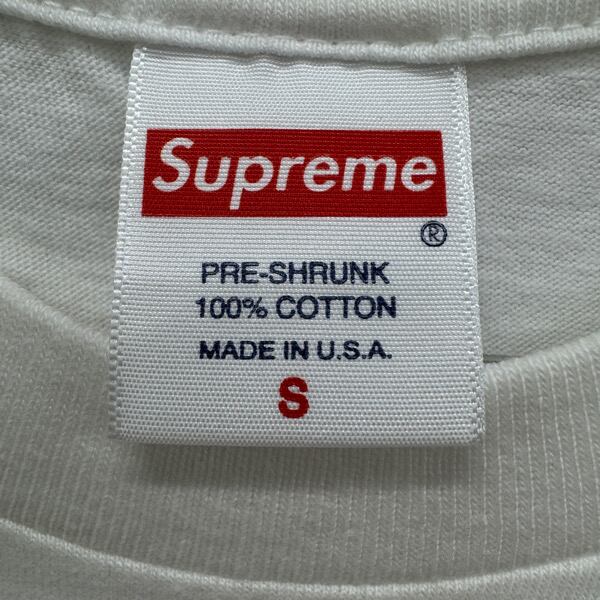 Supreme
®
PRE-SHRUNK
100% COTTON
MADE IN U.S.A.
S